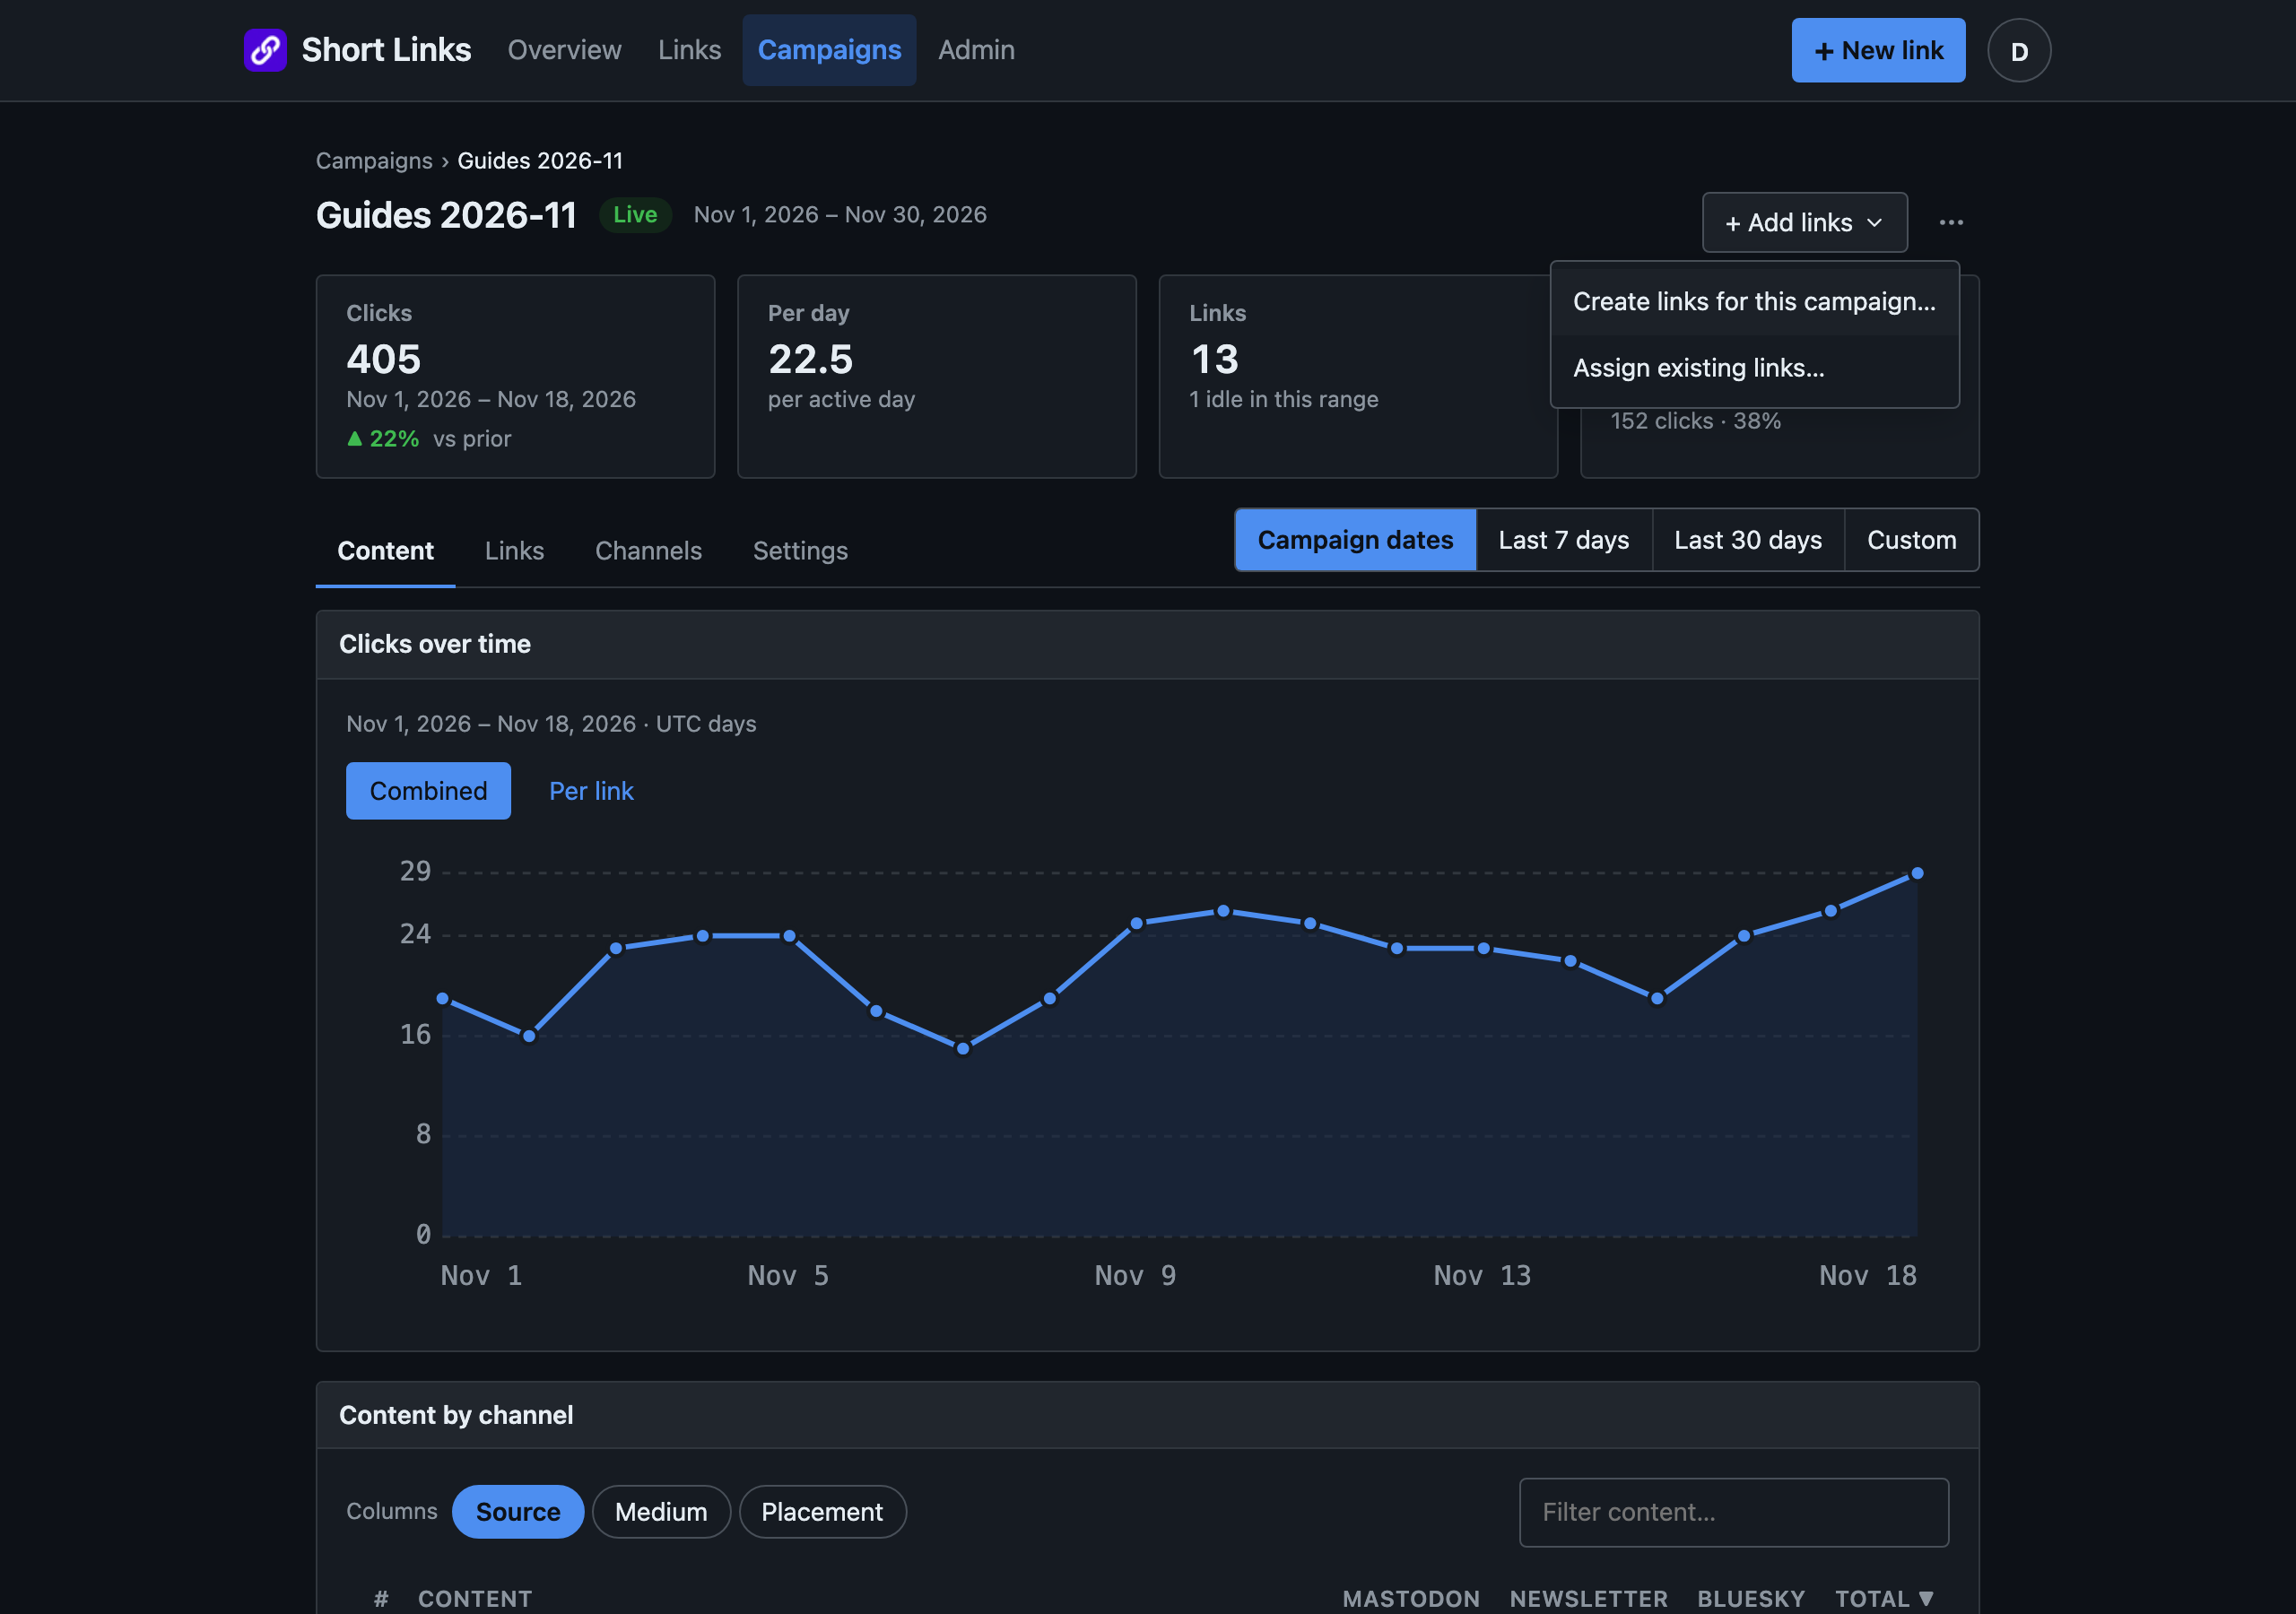 Short Links Overview Links Campaigns Admin + New link D
Campaigns › Guides 2026-11
Guides 2026-11 Live Nov 1, 2026 – Nov 30, 2026 + Add links ...
Create links for this campaign...
Assign existing links...
Clicks
405
Nov 1, 2026 – Nov 18, 2026
▲ 22% vs prior
Per day
22.5
per active day
Links
13
1 idle in this range
152 clicks · 38%
Content Links Channels Settings
Campaign dates Last 7 days Last 30 days Custom
Clicks over time
Nov 1, 2026 – Nov 18, 2026 · UTC days
Combined Per link
29
24
16
8
0
Nov 1 Nov 5 Nov 9 Nov 13 Nov 18
Content by channel
Columns Source Medium Placement Filter content...
# CONTENT MASTODON NEWSLETTER BLUESKY TOTAL ▼